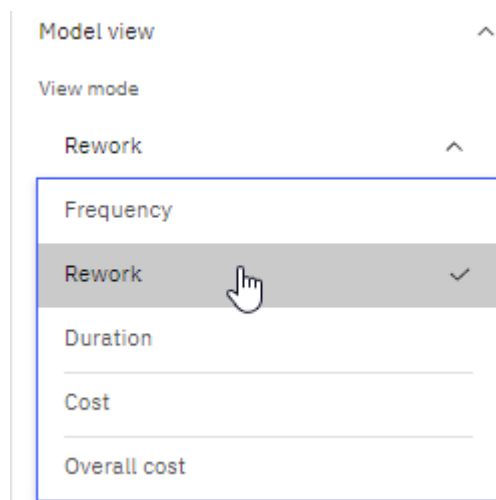 Model view
View mode
Rework
Frequency
Rework
Duration
Cost
Overall cost